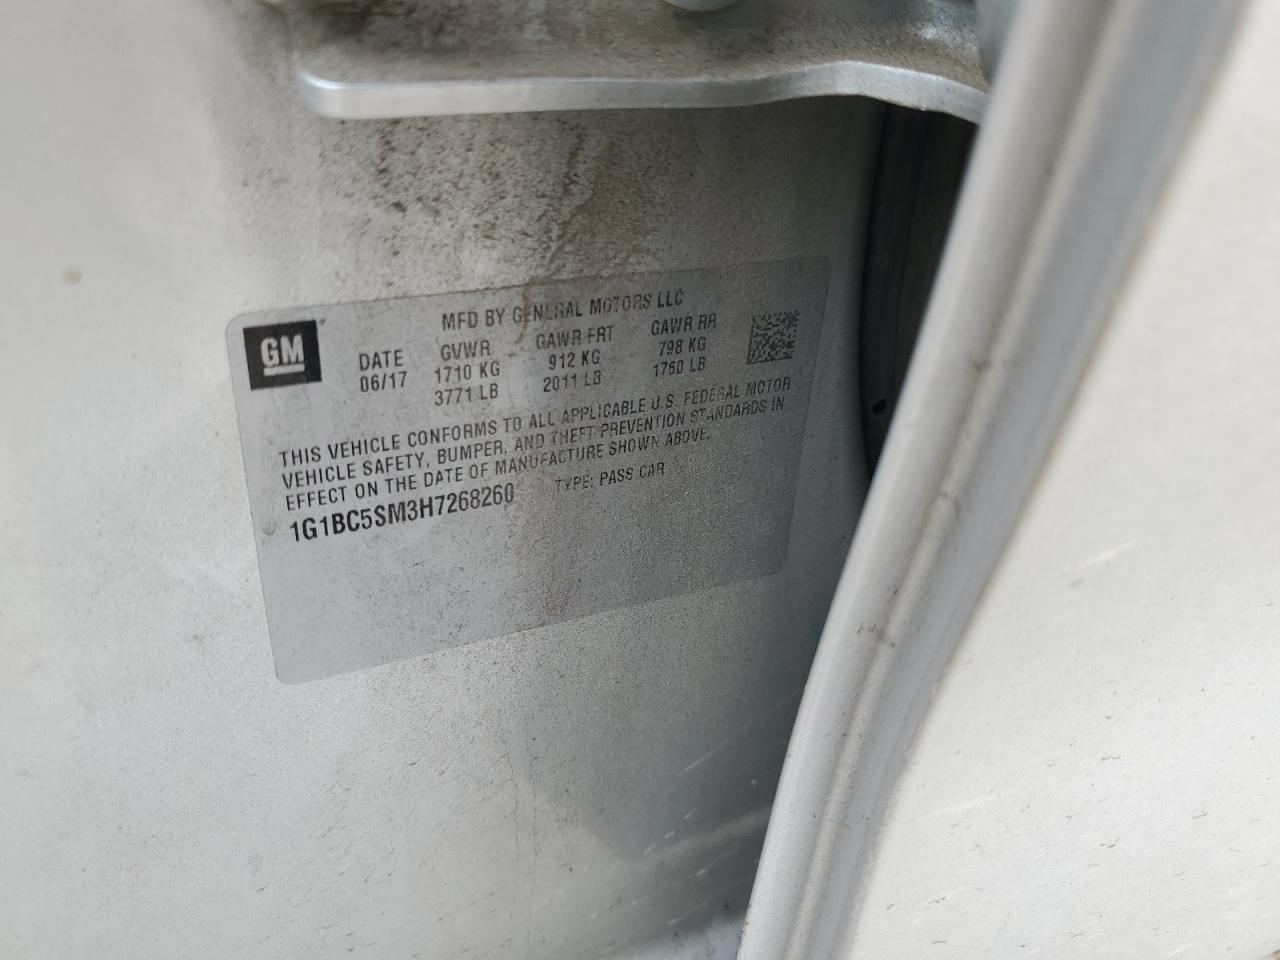 GM
MFD BY GENERAL MOTORS LLC
DATE GVWR GAWR FRT GAWR RR
06/17 1710 KG 912 KG 798 KG
3771 LB 2011 LB 1760 LB
THIS VEHICLE CONFORMS TO ALL APPLICABLE U.S. FEDERAL MOTOR
VEHICLE SAFETY, BUMPER, AND THEFT PREVENTION STANDARDS IN
EFFECT ON THE DATE OF MANUFACTURE SHOWN ABOVE.
1G1BC5SM3H7268260 TYPE: PASS CAR